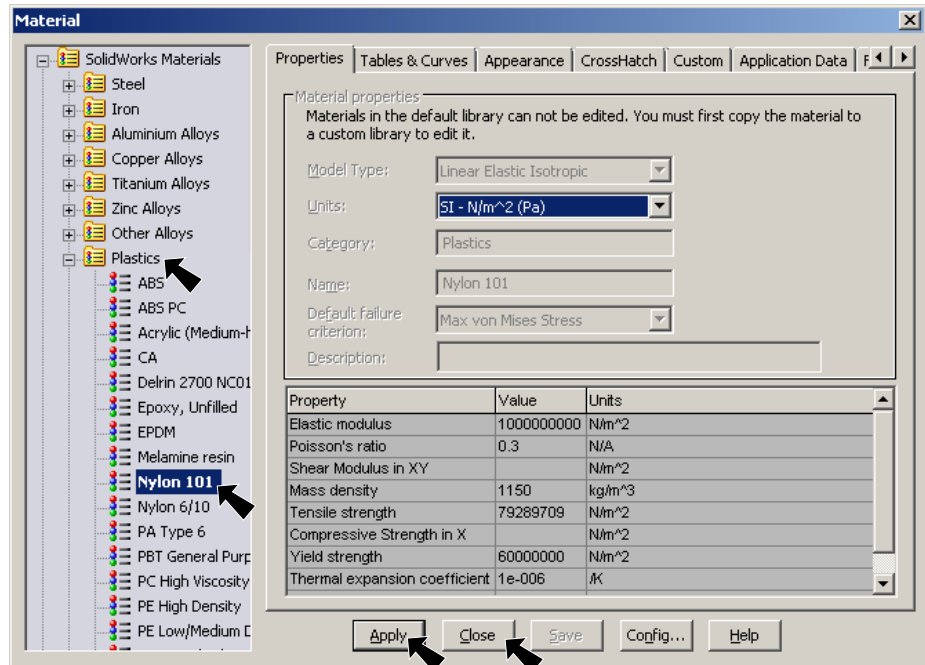 Material
SolidWorks Materials
Steel
Iron
Aluminium Alloys
Copper Alloys
Titanium Alloys
Zinc Alloys
Other Alloys
Plastics
ABS
ABS PC
Acrylic (Medium-h
CA
Delrin 2700 NC01
Epoxy, Unfilled
EPDM
Melamine resin
Nylon 101
Nylon 6/10
PA Type 6
PBT General Purp
PC High Viscosity
PE High Density
PE Low/Medium D
Properties Tables & Curves Appearance CrossHatch Custom Application Data F
Material properties
Materials in the default library can not be edited. You must first copy the material to
a custom library to edit it.
Model Type: Linear Elastic Isotropic
Units: SI - N/m^2 (Pa)
Category: Plastics
Name: Nylon 101
Default failure
criterion: Max von Mises Stress
Description:
Property Value Units
Elastic modulus 1000000000 N/m^2
Poisson's ratio 0.3 N/A
Shear Modulus in XY N/m^2
Mass density 1150 kg/m^3
Tensile strength 79289709 N/m^2
Compressive Strength in X N/m^2
Yield strength 60000000 N/m^2
Thermal expansion coefficient 1e-006 /K
Apply Close Save Config... Help